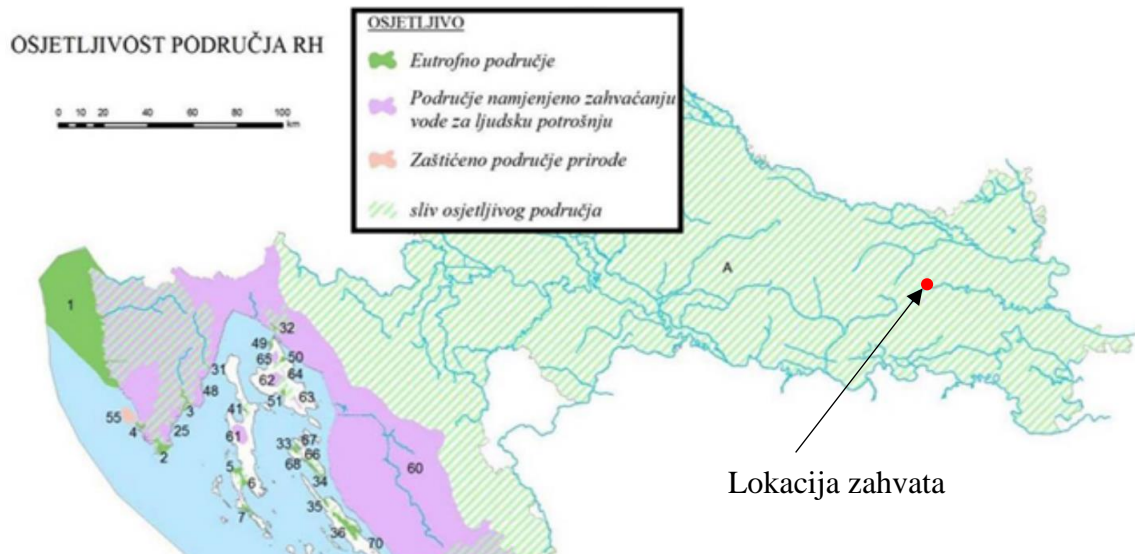 OSJETLJIVOST PODRUČJA RH
0 10 20 40 60 80 100
km
OSJETLJIVO
Eutrofno područje
Područje namjenjeno zahvaćanju
vode za ljudsku potrošnju
Zaštićeno područje prirode
sliv osjetljivog područja
A
1
32
49
65
50
31
62
64
48
51
63
3
41
55
4
25
61
2
33
67
66
60
5
68
6
34
7
35
36
70
Lokacija zahvata